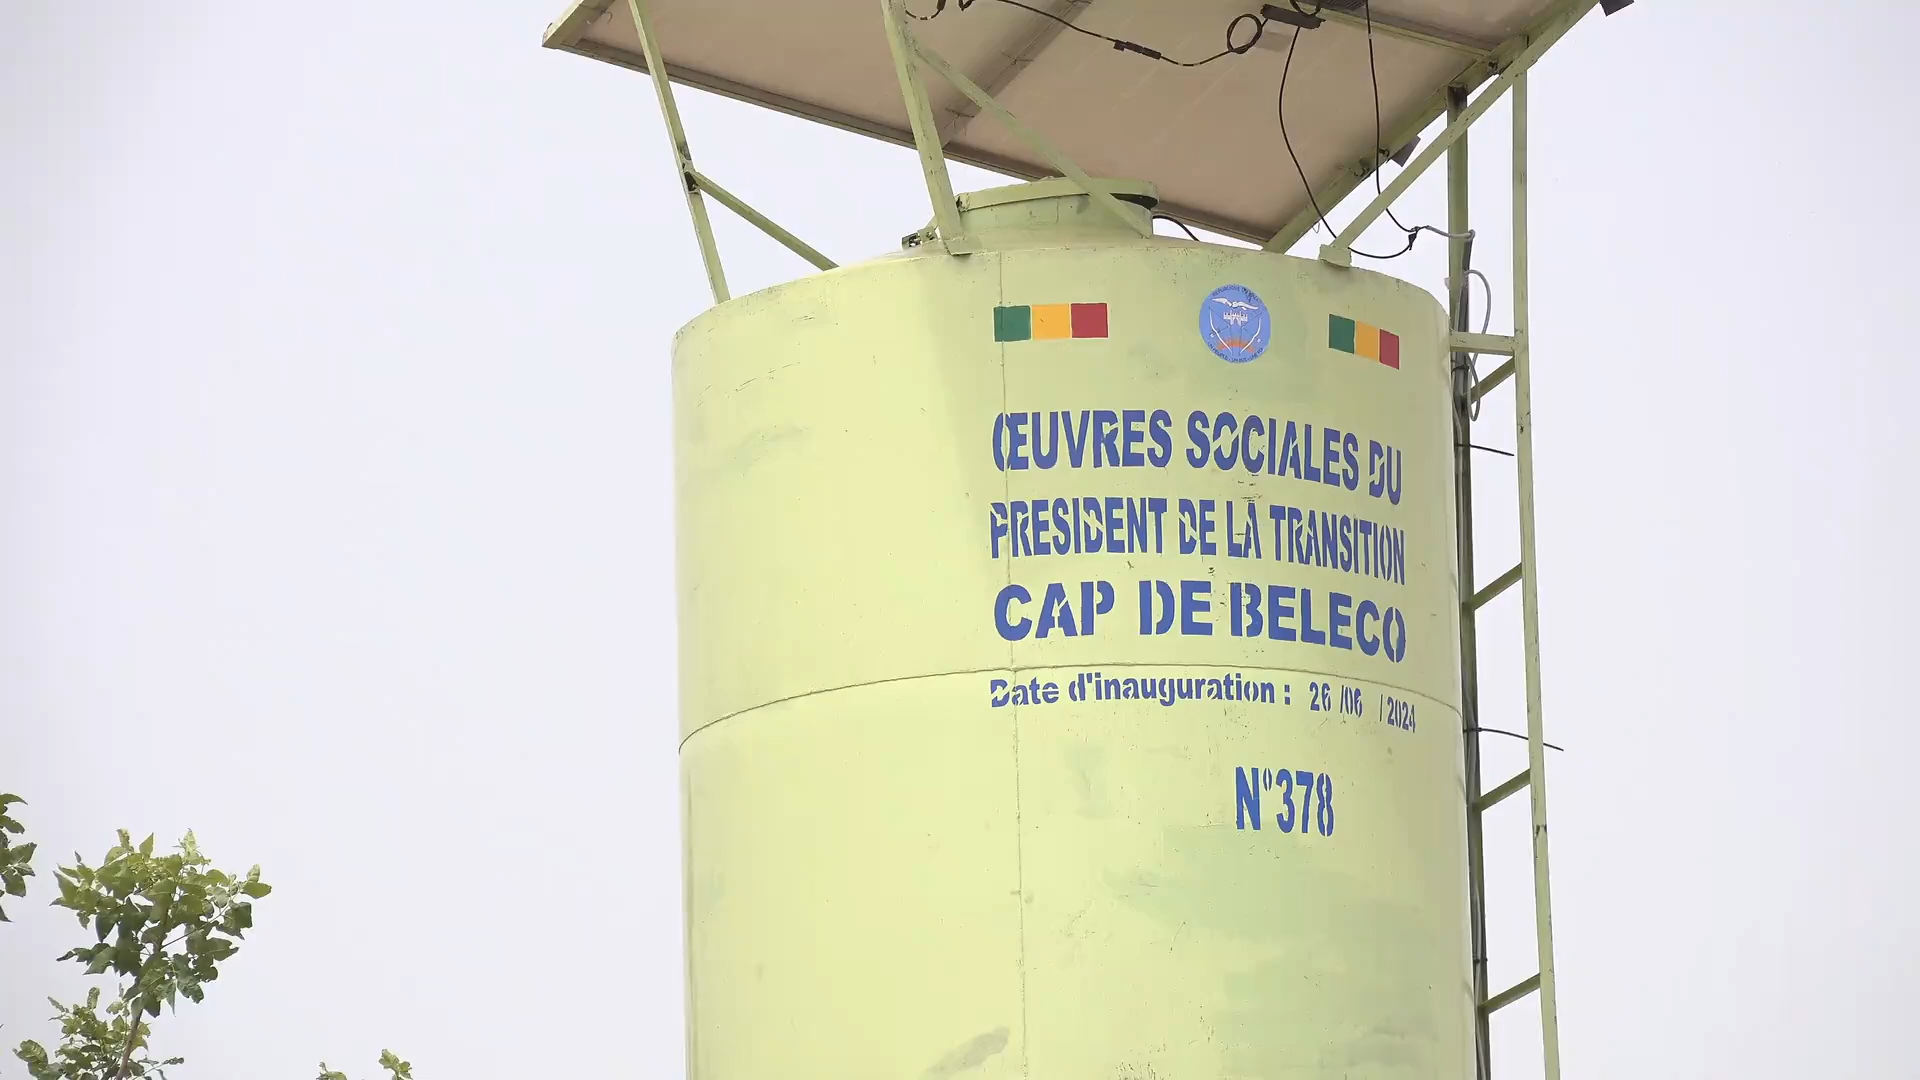 ŒUVRES SOCIALES DU
PRESIDENT DE LA TRANSITION
CAP DE BELECO
Date d'inauguration : 26 /06 / 2024
N°378